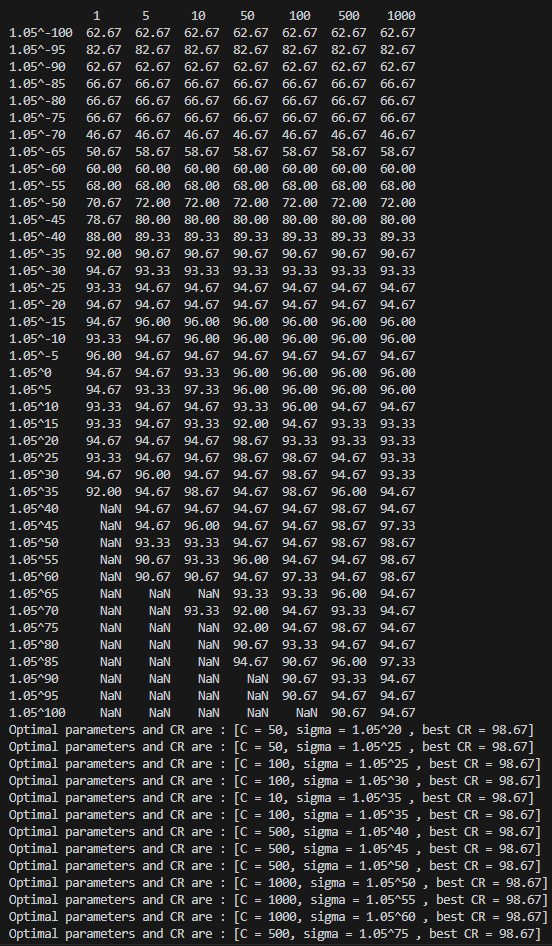 1 5 10 50 100 500 1000
1.05^-100 62.67 62.67 62.67 62.67 62.67 62.67 62.67
1.05^-95 82.67 82.67 82.67 82.67 82.67 82.67 82.67
1.05^-90 62.67 62.67 62.67 62.67 62.67 62.67 62.67
1.05^-85 66.67 66.67 66.67 66.67 66.67 66.67 66.67
1.05^-80 66.67 66.67 66.67 66.67 66.67 66.67 66.67
1.05^-75 66.67 66.67 66.67 66.67 66.67 66.67 66.67
1.05^-70 46.67 46.67 46.67 46.67 46.67 46.67 46.67
1.05^-65 50.67 58.67 58.67 58.67 58.67 58.67 58.67
1.05^-60 60.00 60.00 60.00 60.00 60.00 60.00 60.00
1.05^-55 68.00 68.00 68.00 68.00 68.00 68.00 68.00
1.05^-50 70.67 72.00 72.00 72.00 72.00 72.00 72.00
1.05^-45 78.67 80.00 80.00 80.00 80.00 80.00 80.00
1.05^-40 88.00 89.33 89.33 89.33 89.33 89.33 89.33
1.05^-35 92.00 90.67 90.67 90.67 90.67 90.67 90.67
1.05^-30 94.67 93.33 93.33 93.33 93.33 93.33 93.33
1.05^-25 93.33 94.67 94.67 94.67 94.67 94.67 94.67
1.05^-20 94.67 94.67 94.67 94.67 94.67 94.67 94.67
1.05^-15 94.67 96.00 96.00 96.00 96.00 96.00 96.00
1.05^-10 93.33 94.67 96.00 96.00 96.00 96.00 96.00
1.05^-5 96.00 94.67 94.67 94.67 94.67 94.67 94.67
1.05^0 94.67 94.67 93.33 96.00 96.00 96.00 96.00
1.05^5 94.67 93.33 97.33 96.00 96.00 96.00 96.00
1.05^10 93.33 94.67 94.67 93.33 96.00 94.67 94.67
1.05^15 93.33 94.67 93.33 92.00 94.67 93.33 93.33
1.05^20 94.67 94.67 94.67 98.67 93.33 93.33 93.33
1.05^25 93.33 94.67 94.67 98.67 98.67 94.67 93.33
1.05^30 94.67 96.00 94.67 94.67 98.67 94.67 93.33
1.05^35 92.00 94.67 98.67 94.67 98.67 96.00 94.67
1.05^40 NaN 94.67 94.67 94.67 94.67 98.67 94.67
1.05^45 NaN 94.67 96.00 94.67 94.67 98.67 97.33
1.05^50 NaN 93.33 93.33 94.67 94.67 98.67 98.67
1.05^55 NaN 90.67 93.33 96.00 94.67 94.67 98.67
1.05^60 NaN 90.67 90.67 94.67 97.33 94.67 98.67
1.05^65 NaN NaN NaN 93.33 93.33 96.00 94.67
1.05^70 NaN NaN 93.33 92.00 94.67 93.33 94.67
1.05^75 NaN NaN NaN 92.00 94.67 98.67 94.67
1.05^80 NaN NaN NaN 90.67 93.33 94.67 94.67
1.05^85 NaN NaN NaN 94.67 90.67 96.00 97.33
1.05^90 NaN NaN NaN NaN 90.67 93.33 94.67
1.05^95 NaN NaN NaN NaN 90.67 94.67 94.67
1.05^100 NaN NaN NaN NaN NaN 90.67 94.67
Optimal parameters and CR are : [C = 50, sigma = 1.05^20 , best CR = 98.67]
Optimal parameters and CR are : [C = 50, sigma = 1.05^25 , best CR = 98.67]
Optimal parameters and CR are : [C = 100, sigma = 1.05^25 , best CR = 98.67]
Optimal parameters and CR are : [C = 100, sigma = 1.05^30 , best CR = 98.67]
Optimal parameters and CR are : [C = 10, sigma = 1.05^35 , best CR = 98.67]
Optimal parameters and CR are : [C = 100, sigma = 1.05^35 , best CR = 98.67]
Optimal parameters and CR are : [C = 500, sigma = 1.05^40 , best CR = 98.67]
Optimal parameters and CR are : [C = 500, sigma = 1.05^45 , best CR = 98.67]
Optimal parameters and CR are : [C = 500, sigma = 1.05^50 , best CR = 98.67]
Optimal parameters and CR are : [C = 1000, sigma = 1.05^50 , best CR = 98.67]
Optimal parameters and CR are : [C = 1000, sigma = 1.05^55 , best CR = 98.67]
Optimal parameters and CR are : [C = 1000, sigma = 1.05^60 , best CR = 98.67]
Optimal parameters and CR are : [C = 500, sigma = 1.05^75 , best CR = 98.67]